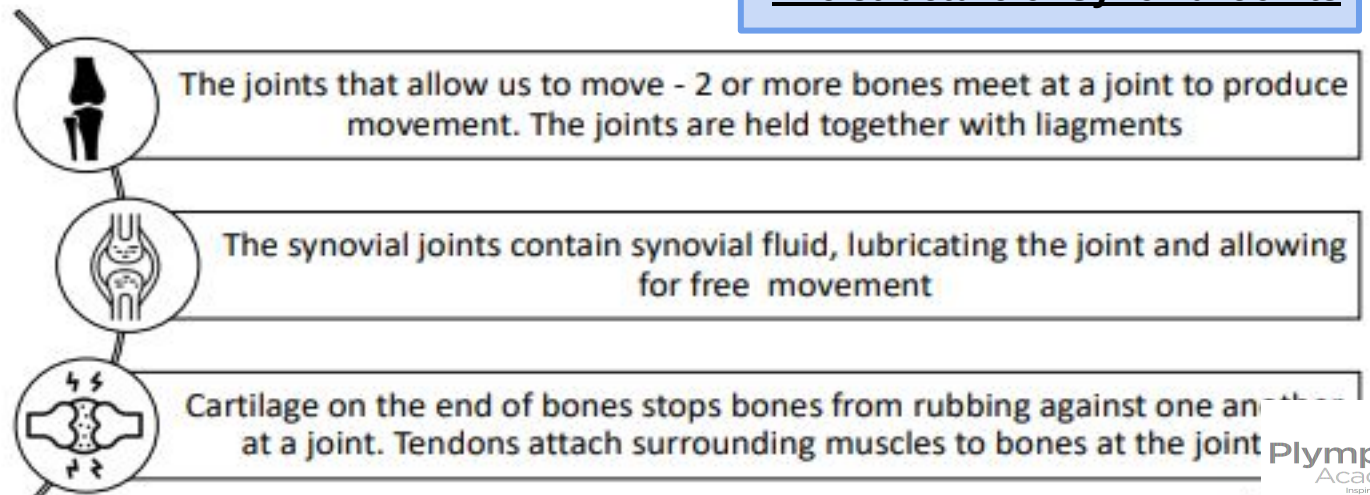 The joints that allow us to move - 2 or more bones meet at a joint to produce
movement. The joints are held together with liagments
The synovial joints contain synovial fluid, lubricating the joint and allowing
for free movement
Cartilage on the end of bones stops bones from rubbing against one another
at a joint. Tendons attach surrounding muscles to bones at the joint